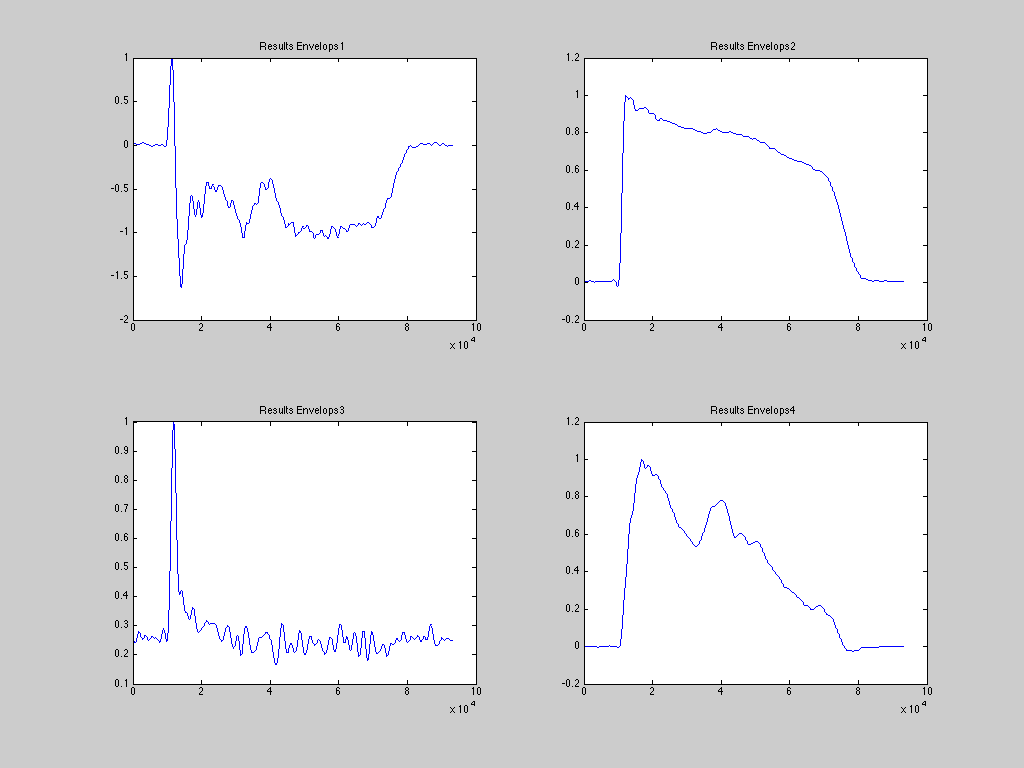 Results Envelops1
1
0.5
0
-0.5
-1
-1.5
-2
0 2 4 6 8 10
x 10^4
Results Envelops2
1.2
1
0.8
0.6
0.4
0.2
0
-0.2
0 2 4 6 8 10
x 10^4
Results Envelops3
1
0.9
0.8
0.7
0.6
0.5
0.4
0.3
0.2
0.1
0 2 4 6 8 10
x 10^4
Results Envelops4
1.2
1
0.8
0.6
0.4
0.2
0
-0.2
0 2 4 6 8 10
x 10^4